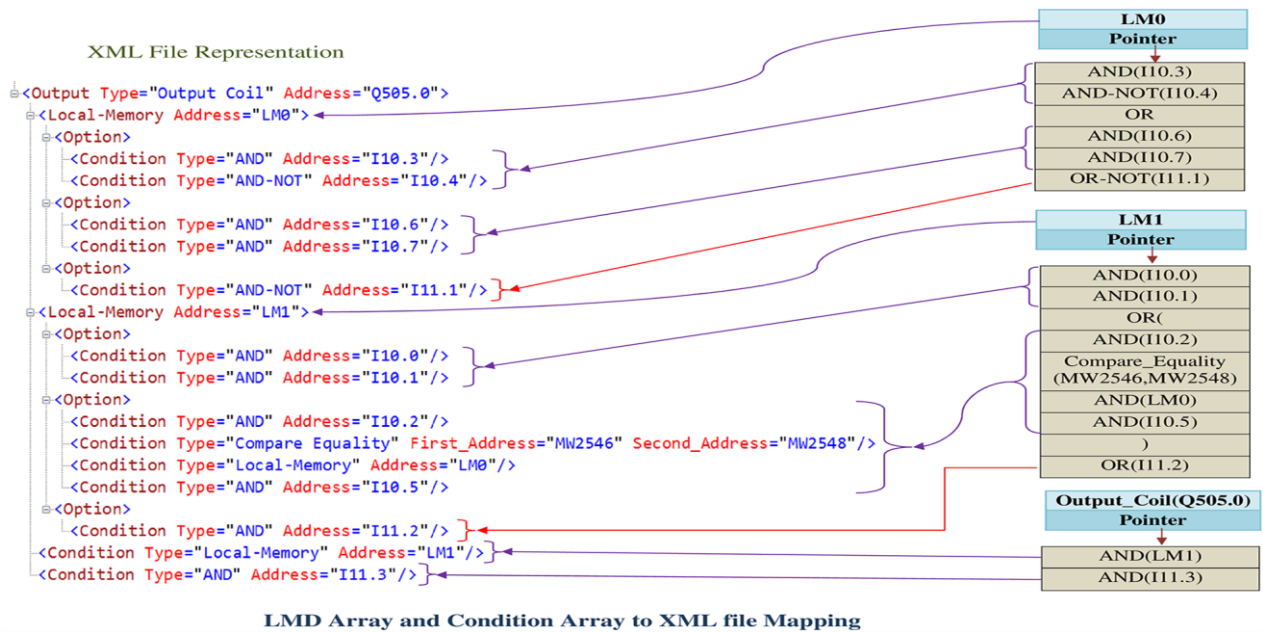 XML File Representation
<Output Type="Output Coil" Address="Q505.0">
<Local-Memory Address="LM0">
<Option>
<Condition Type="AND" Address="I10.3"/>
<Condition Type="AND-NOT" Address="I10.4"/>
<Option>
<Condition Type="AND" Address="I10.6"/>
<Condition Type="AND" Address="I10.7"/>
<Option>
<Condition Type="AND-NOT" Address="I11.1"/>
<Local-Memory Address="LM1">
<Option>
<Condition Type="AND" Address="I10.0"/>
<Condition Type="AND" Address="I10.1"/>
<Option>
<Condition Type="AND" Address="I10.2"/>
<Condition Type="Compare Equality" First_Address="MW2546" Second_Address="MW2548"/>
<Condition Type="Local-Memory" Address="LM0"/>
<Condition Type="AND" Address="I10.5"/>
<Option>
<Condition Type="AND" Address="I11.2"/>
<Condition Type="Local-Memory" Address="LM1"/>
<Condition Type="AND" Address="I11.3"/>
LM0
Pointer
AND(I10.3)
AND-NOT(I10.4)
OR
AND(I10.6)
AND(I10.7)
OR-NOT(I11.1)
LM1
Pointer
AND(I10.0)
AND(I10.1)
OR(
AND(I10.2)
Compare_Equality
(MW2546,MW2548)
AND(LM0)
AND(I10.5)
)
OR(I11.2)
Output_Coil(Q505.0)
Pointer
AND(LM1)
AND(I11.3)
LMD Array and Condition Array to XML file Mapping